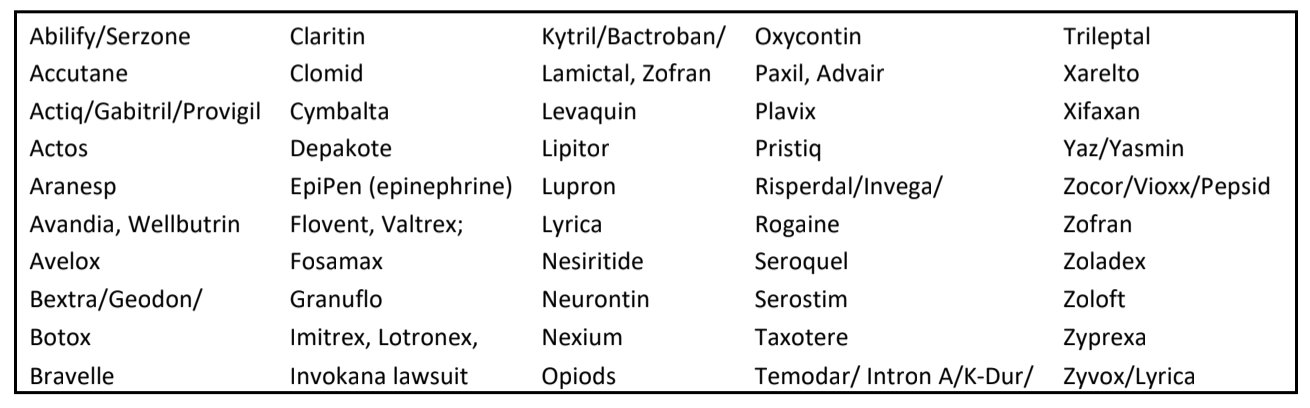 Abilify/Serzone
Accutane
Actiq/Gabitril/Provigil
Actos
Aranesp
Avandia, Wellbutrin
Avelox
Bextra/Geodon/
Botox
Bravelle
Claritin
Clomid
Cymbalta
Depakote
EpiPen (epinephrine)
Flovent, Valtrex;
Fosamax
Granuflo
Imitrex, Lotronex,
Invokana lawsuit
Kytril/Bactroban/
Lamictal, Zofran
Levaquin
Lipitor
Lupron
Lyrica
Nesiritide
Neurontin
Nexium
Opiods
Oxycontin
Paxil, Advair
Plavix
Pristiq
Risperdal/Invega/
Rogaine
Seroquel
Serostim
Taxotere
Temodar/ Intron A/K-Dur/
Trileptal
Xarelto
Xifaxan
Yaz/Yasmin
Zocor/Vioxx/Pepsid
Zofran
Zoladex
Zoloft
Zyprexa
Zyvox/Lyrica